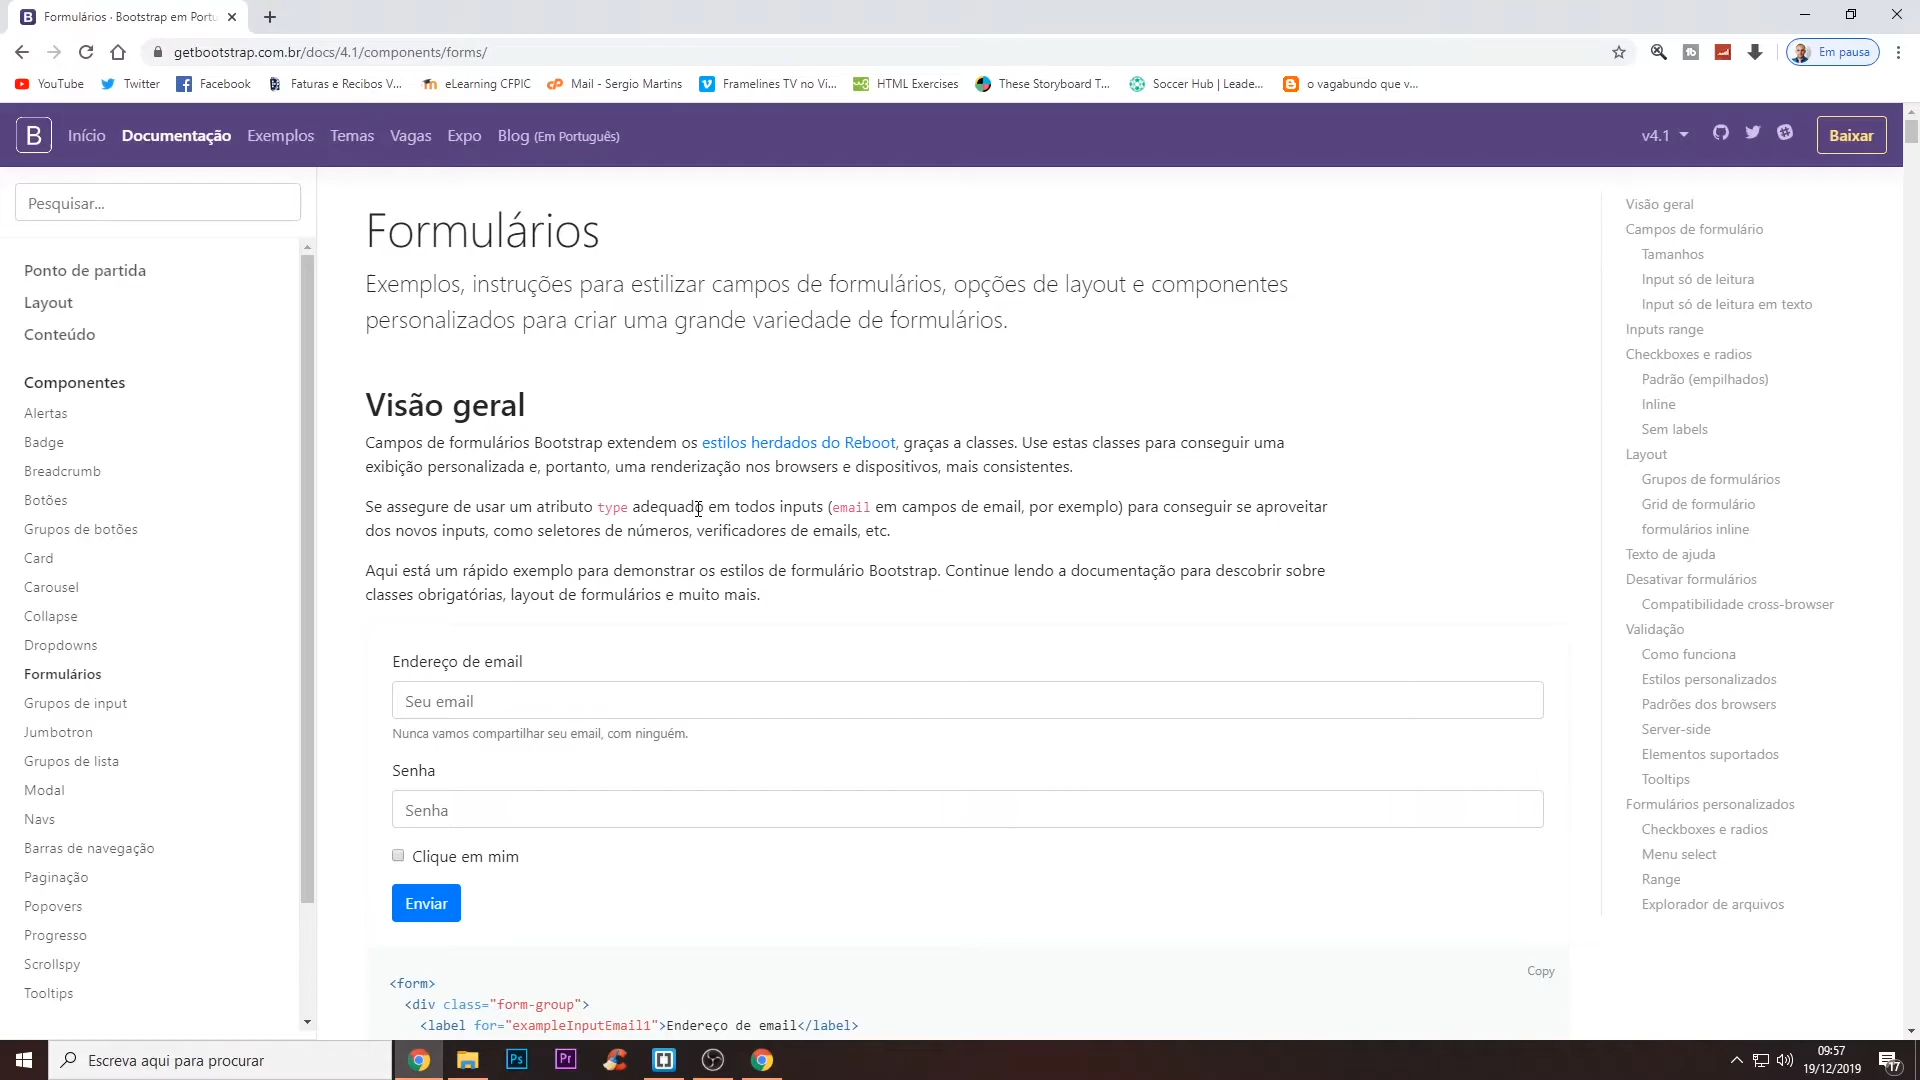 Formulários · Bootstrap em Portu
getbootstrap.com.br/docs/4.1/components/forms/
Em pausa
YouTube
Twitter
Facebook
Faturas e Recibos V...
eLearning CFPIC
Mail - Sergio Martins
Framelines TV no Vi...
HTML Exercises
These Storyboard T...
Soccer Hub | Leade...
o vagabundo que v...
B
Início
Documentação
Exemplos
Temas
Vagas
Expo
Blog (Em Português)
v4.1
Baixar
Pesquisar...
Ponto de partida
Layout
Conteúdo
Componentes
Alertas
Badge
Breadcrumb
Botões
Grupos de botões
Card
Carousel
Collapse
Dropdowns
Formulários
Grupos de input
Jumbotron
Grupos de lista
Modal
Navs
Barras de navegação
Paginação
Popovers
Progresso
Scrollspy
Tooltips
Formulários
Exemplos, instruções para estilizar campos de formulários, opções de layout e componentes
personalizados para criar uma grande variedade de formulários.
Visão geral
Campos de formulários Bootstrap extendem os estilos herdados do Reboot, graças a classes. Use estas classes para conseguir uma
exibição personalizada e, portanto, uma renderização nos browsers e dispositivos, mais consistentes.
Se assegure de usar um atributo type adequado em todos inputs (email em campos de email, por exemplo) para conseguir se aproveitar
dos novos inputs, como seletores de números, verificadores de emails, etc.
Aqui está um rápido exemplo para demonstrar os estilos de formulário Bootstrap. Continue lendo a documentação para descobrir sobre
classes obrigatórias, layout de formulários e muito mais.
Endereço de email
Seu email
Nunca vamos compartilhar seu email, com ninguém.
Senha
Senha
Clique em mim
Enviar
Copy
<form>
<div class="form-group">
<label for="exampleInputEmail1">Endereço de email</label>
Visão geral
Campos de formulário
Tamanhos
Input só de leitura
Input só de leitura em texto
Inputs range
Checkboxes e radios
Padrão (empilhados)
Inline
Sem labels
Layout
Grupos de formulários
Grid de formulário
formulários inline
Texto de ajuda
Desativar formulários
Compatibilidade cross-browser
Validação
Como funciona
Estilos personalizados
Padrões dos browsers
Server-side
Elementos suportados
Tooltips
Formulários personalizados
Checkboxes e radios
Menu select
Range
Explorador de arquivos
Escreva aqui para procurar
Ps
Pr
09:57
19/12/2019
17